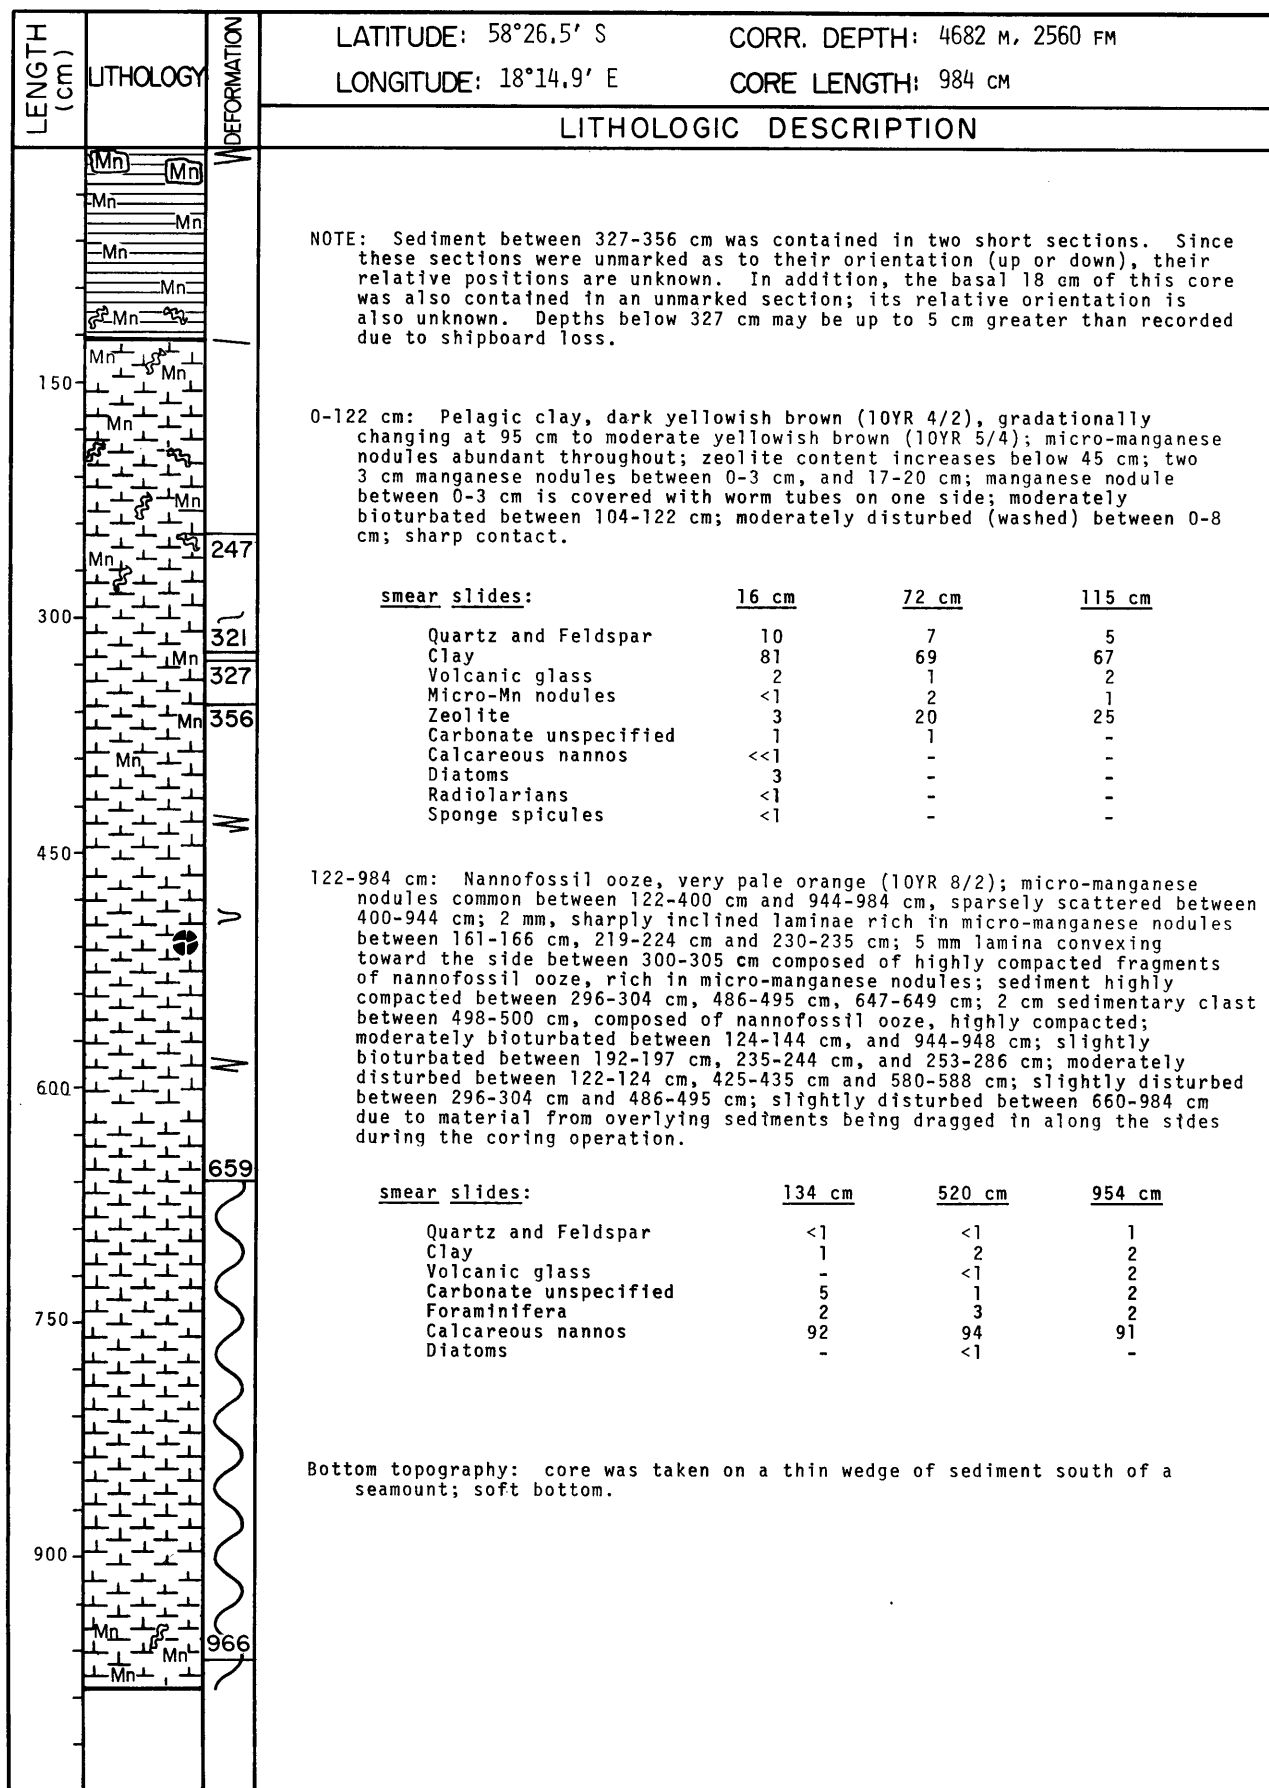 LENGTH (cm)
LITHOLOGY
DEFORMATION
LATITUDE: 58°26.5' S CORR. DEPTH: 4682 M, 2560 FM
LONGITUDE: 18°14.9' E CORE LENGTH: 984 CM
LITHOLOGIC DESCRIPTION
Mn
Mn
Mn
Mn
Mn
Mn
Mn
Mn
Mn
150
Mn
Mn
247
Mn
300
321
Mn
327
Mn 356
Mn
450
600
659
750
900
Mn
966
Mn
Mn
NOTE: Sediment between 327-356 cm was contained in two short sections. Since
these sections were unmarked as to their orientation (up or down), their
relative positions are unknown. In addition, the basal 18 cm of this core
was also contained in an unmarked section; its relative orientation is
also unknown. Depths below 327 cm may be up to 5 cm greater than recorded
due to shipboard loss.
0-122 cm: Pelagic clay, dark yellowish brown (10YR 4/2), gradationally
changing at 95 cm to moderate yellowish brown (10YR 5/4); micro-manganese
nodules abundant throughout; zeolite content increases below 45 cm; two
3 cm manganese nodules between 0-3 cm, and 17-20 cm; manganese nodule
between 0-3 cm is covered with worm tubes on one side; moderately
bioturbated between 104-122 cm; moderately disturbed (washed) between 0-8
cm; sharp contact.
smear slides: 16 cm 72 cm 115 cm
Quartz and Feldspar 10 7 5
Clay 81 69 67
Volcanic glass 2 1 2
Micro-Mn nodules <1 2 1
Zeolite 3 20 25
Carbonate unspecified 1 1 -
Calcareous nannos <<1 - -
Diatoms 3 - -
Radiolarians <1 - -
Sponge spicules <1 - -
122-984 cm: Nannofossil ooze, very pale orange (10YR 8/2); micro-manganese
nodules common between 122-400 cm and 944-984 cm, sparsely scattered between
400-944 cm; 2 mm, sharply inclined laminae rich in micro-manganese nodules
between 161-166 cm, 219-224 cm and 230-235 cm; 5 mm lamina convexing
toward the side between 300-305 cm composed of highly compacted fragments
of nannofossil ooze, rich in micro-manganese nodules; sediment highly
compacted between 296-304 cm, 486-495 cm, 647-649 cm; 2 cm sedimentary clast
between 498-500 cm, composed of nannofossil ooze, highly compacted;
moderately bioturbated between 124-144 cm, and 944-948 cm; slightly
bioturbated between 192-197 cm, 235-244 cm, and 253-286 cm; moderately
disturbed between 122-124 cm, 425-435 cm and 580-588 cm; slightly disturbed
between 296-304 cm and 486-495 cm; slightly disturbed between 660-984 cm
due to material from overlying sediments being dragged in along the sides
during the coring operation.
smear slides: 134 cm 520 cm 954 cm
Quartz and Feldspar <1 <1 1
Clay 1 2 2
Volcanic glass - <1 2
Carbonate unspecified 5 1 2
Foraminifera 2 3 2
Calcareous nannos 92 94 91
Diatoms - <1 -
Bottom topography: core was taken on a thin wedge of sediment south of a
seamount; soft bottom.